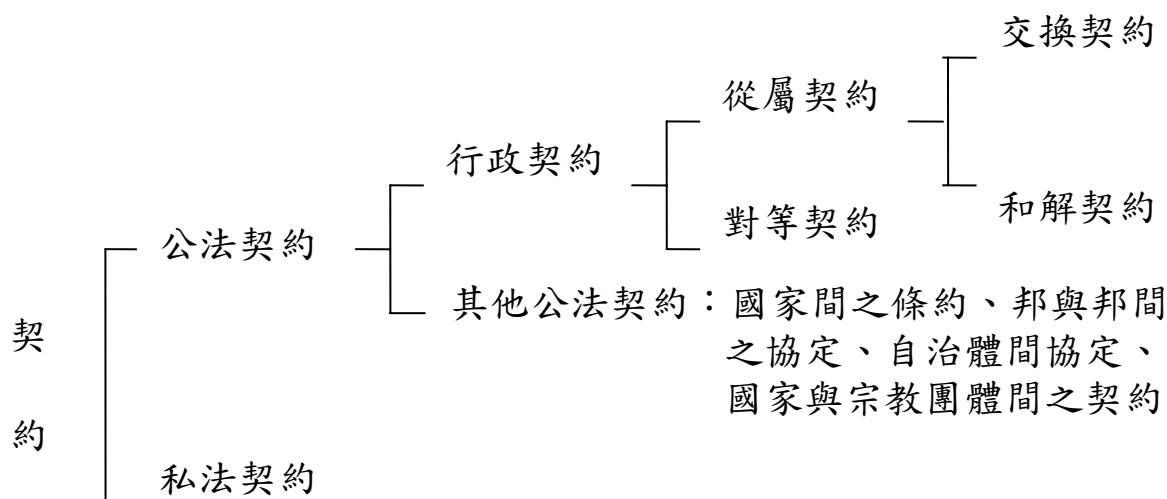 契約
公法契約
行政契約
從屬契約
交換契約
和解契約
對等契約
其他公法契約：國家間之條約、邦與邦間
之協定、自治體間協定、
國家與宗教團體間之契約
私法契約